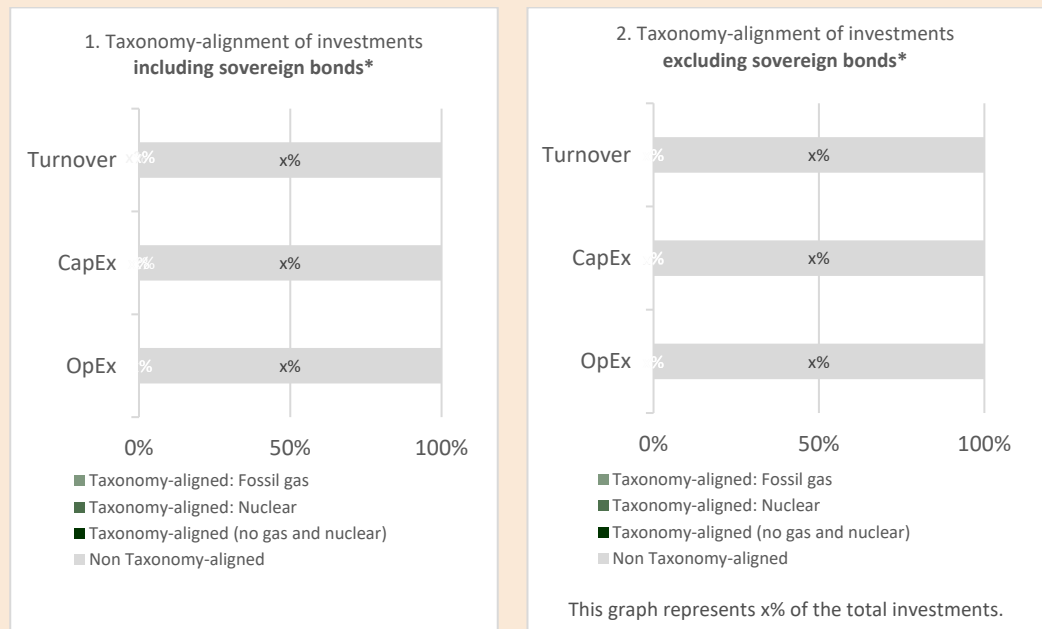 1. Taxonomy-alignment of investments
including sovereign bonds*
Turnover
x%
CapEx
x%
OpEx
x%
0% 50% 100%
Taxonomy-aligned: Fossil gas
Taxonomy-aligned: Nuclear
Taxonomy-aligned (no gas and nuclear)
Non Taxonomy-aligned
2. Taxonomy-alignment of investments
excluding sovereign bonds*
Turnover
x%
CapEx
x%
OpEx
x%
0% 50% 100%
Taxonomy-aligned: Fossil gas
Taxonomy-aligned: Nuclear
Taxonomy-aligned (no gas and nuclear)
Non Taxonomy-aligned
This graph represents x% of the total investments.